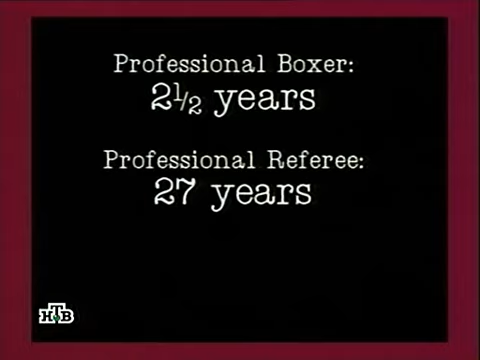 Professional Boxer:
2½ years
Professional Referee:
27 years
НТВ